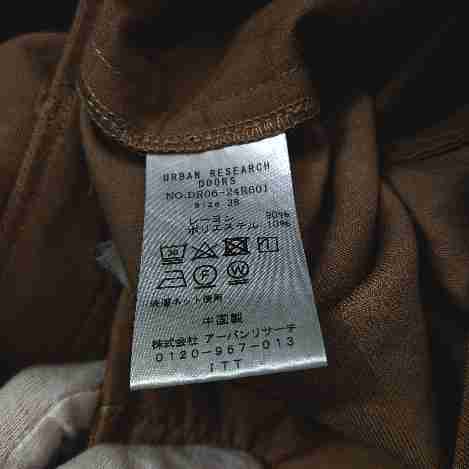 URBAN RESEARCH
DOORS
NO.DR06-24R601
size 38
レーヨン 90%
ポリエステル 10%
洗濯ネット使用
中国製
株式会社 アーバンリサーチ
0120-967-013
ITT